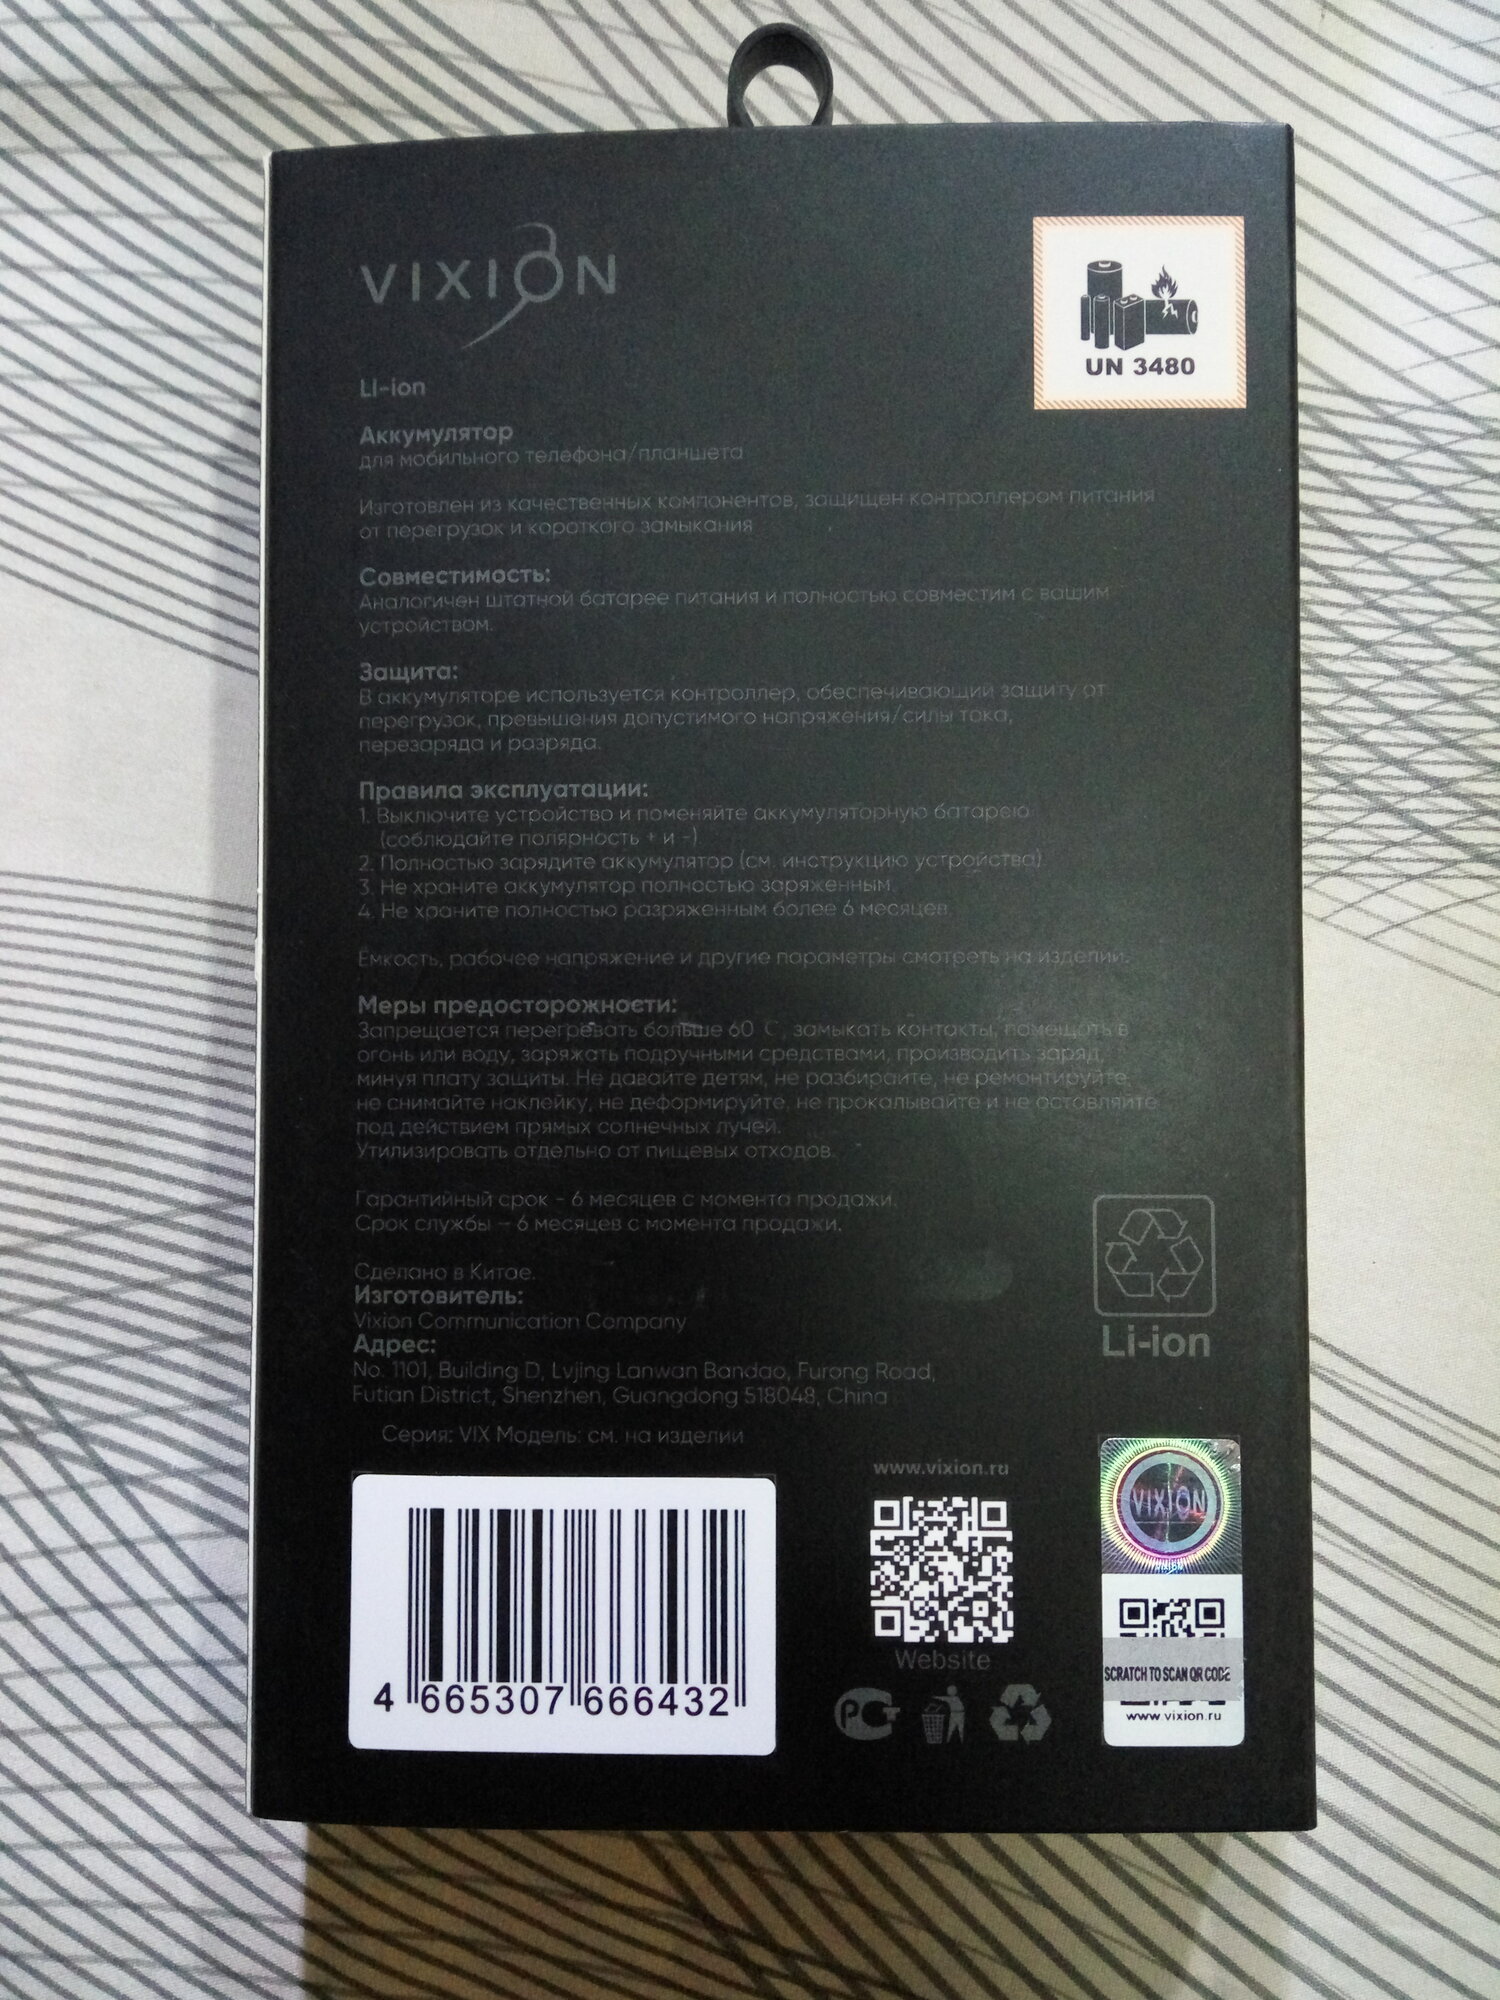 VIXION
UN 3480
LI-ion
Аккумулятор
для мобильного телефона/планшета
Изготовлен из качественных компонентов, защищен контроллером питания
от перегрузок и короткого замыкания
Совместимость:
Аналогичен штатной батарее питания и полностью совместим с вашим
устройством.
Защита:
В аккумуляторе используется контроллер, обеспечивающий защиту от
перегрузок, превышения допустимого напряжения/силы тока,
перезаряда и разряда.
Правила эксплуатации:
1. Выключите устройство и поменяйте аккумуляторную батарею
(соблюдайте полярность + и -)
2. Полностью зарядите аккумулятор (см. инструкцию устройства)
3. Не храните аккумулятор полностью заряженным.
4. Не храните полностью разряженным более 6 месяцев.
Емкость, рабочее напряжение и другие параметры смотреть на изделии.
Меры предосторожности:
Запрещается перегревать больше 60 С, замыкать контакты, помещать в
огонь или воду, заряжать подручными средствами, производить заряд,
минуя плату защиты. Не давайте детям, не разбирайте, не ремонтируйте,
не снимайте наклейку, не деформируйте, не прокалывайте и не оставляйте
под действием прямых солнечных лучей.
Утилизировать отдельно от пищевых отходов.
Гарантийный срок - 6 месяцев с момента продажи.
Срок службы – 6 месяцев с момента продажи.
Сделано в Китае.
Изготовитель:
Vixion Communication Company
Адрес:
No. 1101, Building D, Lvjing Lanwan Bandao, Furong Road,
Futian District, Shenzhen, Guangdong 518048, China
Li-ion
Серия: VIX Модель: см. на изделии
www.vixion.ru
VIXION
Website
SCRATCH TO SCAN QR CODE
www.vixion.ru
4 665307 666432
РСТ